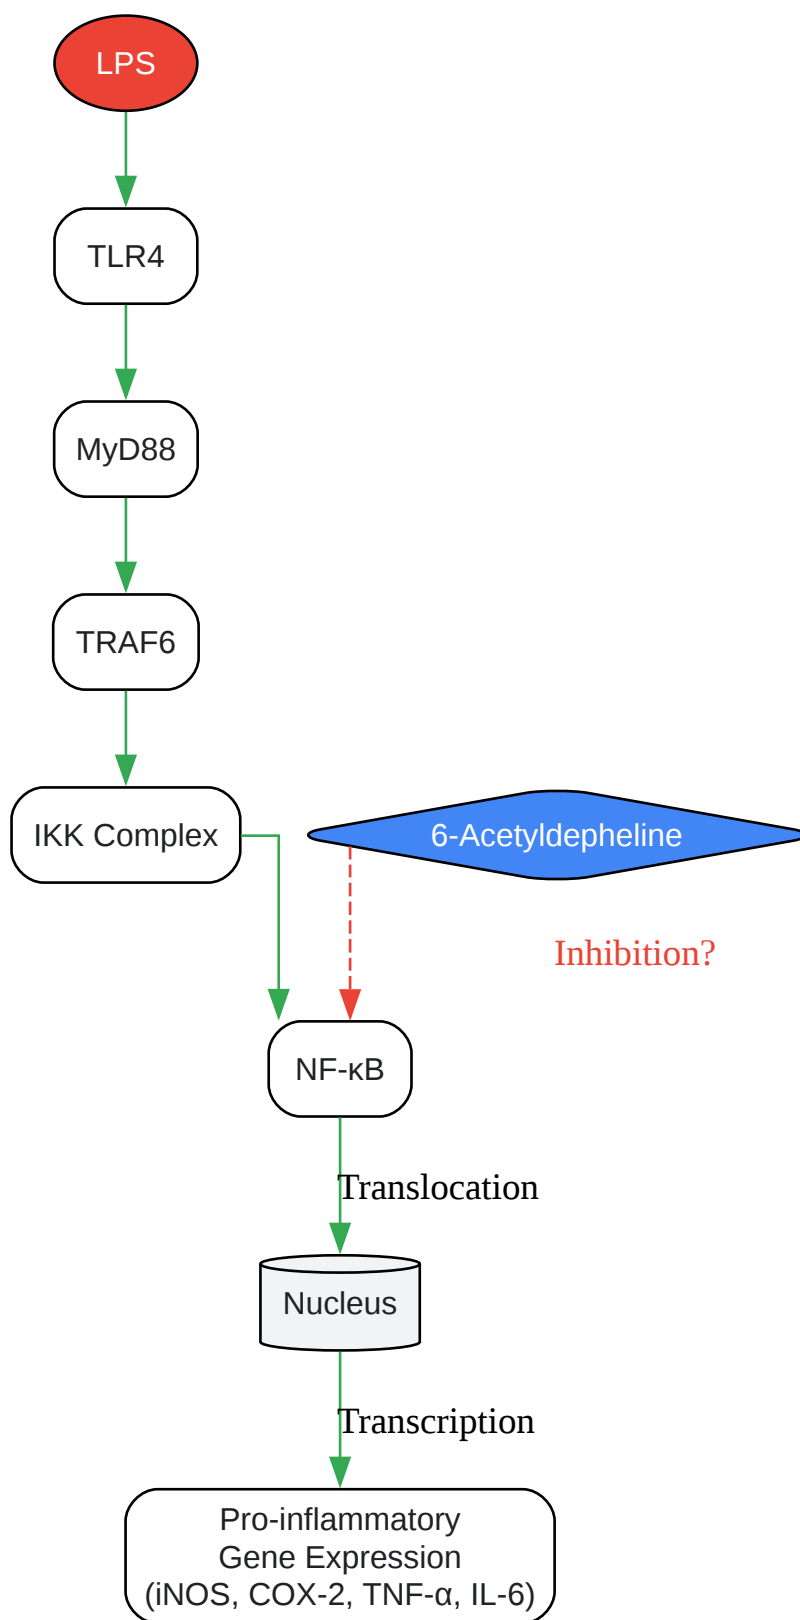 LPS
TLR4
MyD88
TRAF6
IKK Complex
6-Acetyldepheline
Inhibition?
NF-κB
Translocation
Nucleus
Transcription
Pro-inflammatory
Gene Expression
(iNOS, COX-2, TNF-α, IL-6)